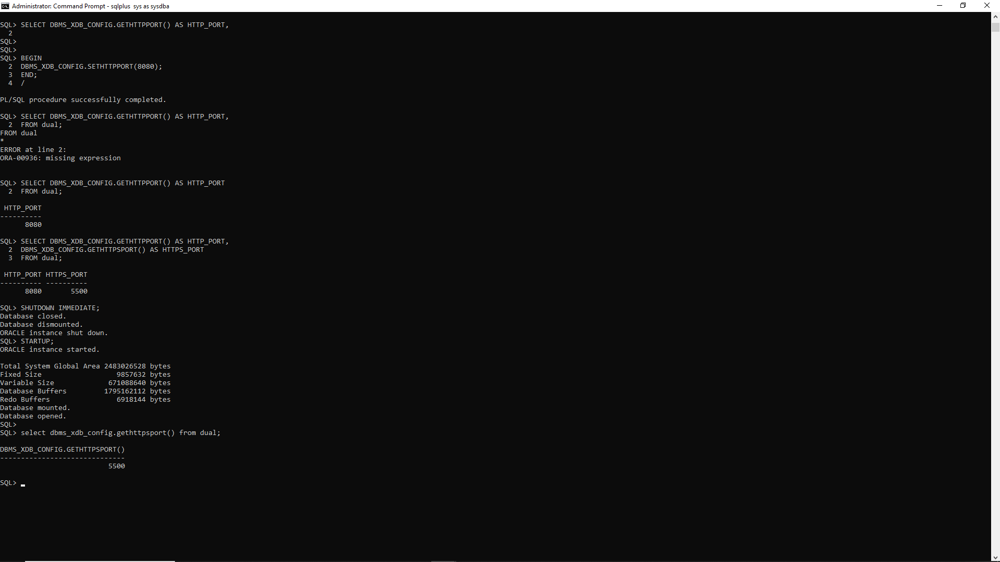 Administrator: Command Prompt - sqlplus  sys as sysdba
SQL> SELECT DBMS_XDB_CONFIG.GETHTTPPORT() AS HTTP_PORT,
  2
SQL>
SQL>
SQL> BEGIN
  2  DBMS_XDB_CONFIG.SETHTTPPORT(8080);
  3  END;
  4  /
PL/SQL procedure successfully completed.
SQL> SELECT DBMS_XDB_CONFIG.GETHTTPPORT() AS HTTP_PORT,
  2  FROM dual;
FROM dual
*
ERROR at line 2:
ORA-00936: missing expression
SQL> SELECT DBMS_XDB_CONFIG.GETHTTPPORT() AS HTTP_PORT
  2  FROM dual;
 HTTP_PORT
----------
      8080
SQL> SELECT DBMS_XDB_CONFIG.GETHTTPPORT() AS HTTP_PORT,
  2  DBMS_XDB_CONFIG.GETHTTPSPORT() AS HTTPS_PORT
  3  FROM dual;
 HTTP_PORT HTTPS_PORT
---------- ----------
      8080       5500
SQL> SHUTDOWN IMMEDIATE;
Database closed.
Database dismounted.
ORACLE instance shut down.
SQL> STARTUP;
ORACLE instance started.
Total System Global Area 2483026528 bytes
Fixed Size                  9857632 bytes
Variable Size             671088640 bytes
Database Buffers         1795162112 bytes
Redo Buffers                6918144 bytes
Database mounted.
Database opened.
SQL>
SQL> select dbms_xdb_config.gethttpsport() from dual;
DBMS_XDB_CONFIG.GETHTTPSPORT()
------------------------------
                          5500
SQL>